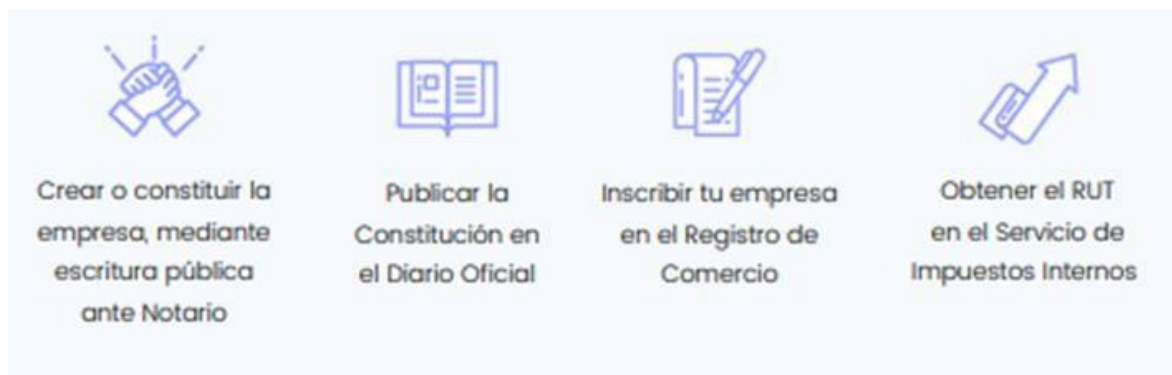 Crear o constituir la
empresa, mediante
escritura pública
ante Notario
Publicar la
Constitución en
el Diario Oficial
Inscribir tu empresa
en el Registro de
Comercio
Obtener el RUT
en el Servicio de
Impuestos Internos